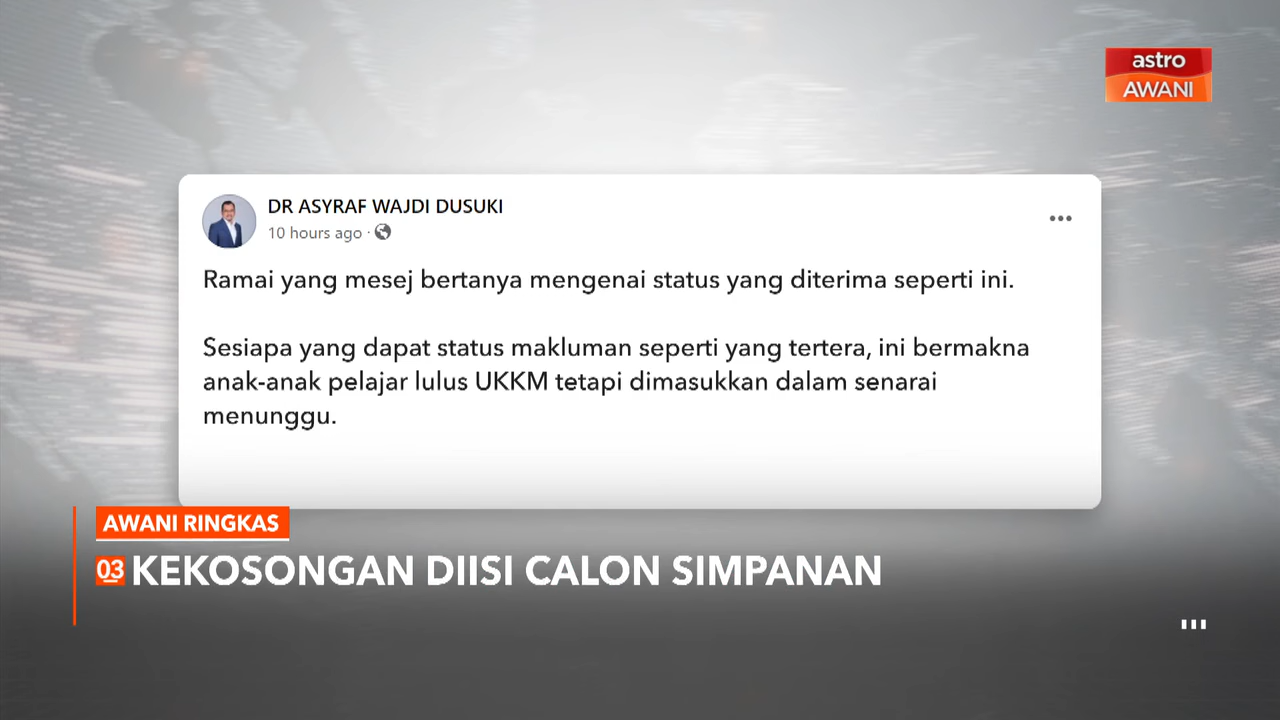 astro
AWANI
DR ASYRAF WAJDI DUSUKI
10 hours ago ·
Ramai yang mesej bertanya mengenai status yang diterima seperti ini.
Sesiapa yang dapat status makluman seperti yang tertera, ini bermakna
anak-anak pelajar lulus UKKM tetapi dimasukkan dalam senarai
menunggu.
AWANI RINGKAS
03 KEKOSONGAN DIISI CALON SIMPANAN